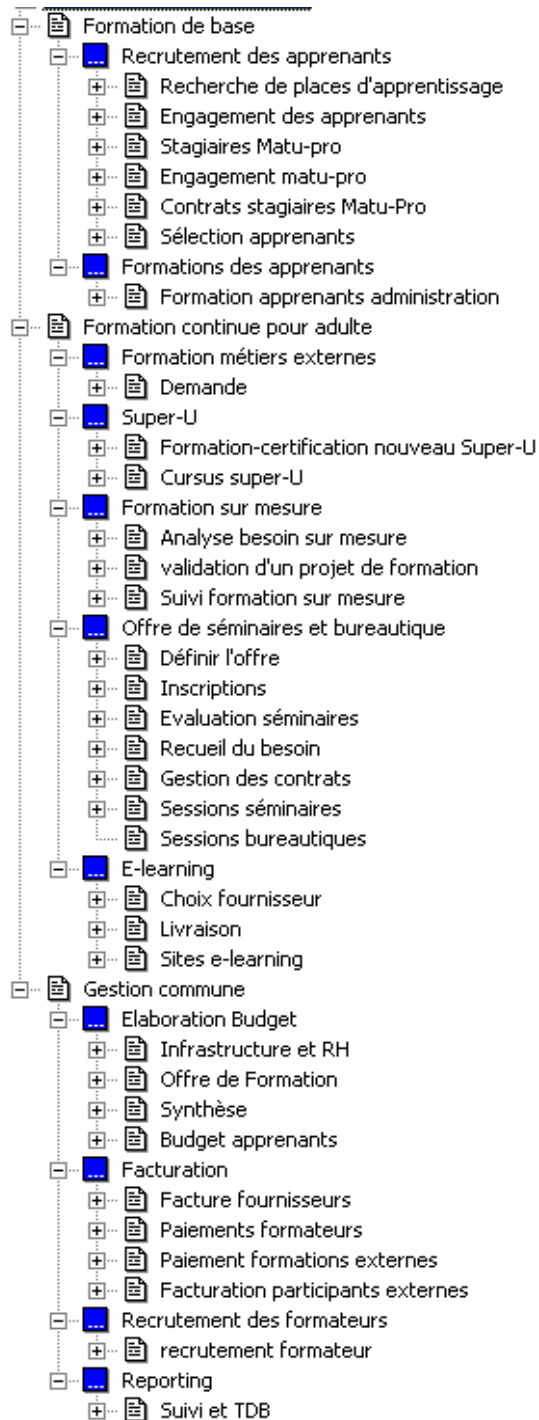 Formation de base
Recrutement des apprenants
Recherche de places d'apprentissage
Engagement des apprenants
Stagiaires Matu-pro
Engagement matu-pro
Contrats stagiaires Matu-Pro
Sélection apprenants
Formations des apprenants
Formation apprenants administration
Formation continue pour adulte
Formation métiers externes
Demande
Super-U
Formation-certification nouveau Super-U
Cursus super-U
Formation sur mesure
Analyse besoin sur mesure
validation d'un projet de formation
Suivi formation sur mesure
Offre de séminaires et bureautique
Définir l'offre
Inscriptions
Evaluation séminaires
Recueil du besoin
Gestion des contrats
Sessions séminaires
Sessions bureautiques
E-learning
Choix fournisseur
Livraison
Sites e-learning
Gestion commune
Elaboration Budget
Infrastructure et RH
Offre de Formation
Synthèse
Budget apprenants
Facturation
Facture fournisseurs
Paiements formateurs
Paiement formations externes
Facturation participants externes
Recrutement des formateurs
recrutement formateur
Reporting
Suivi et TDB